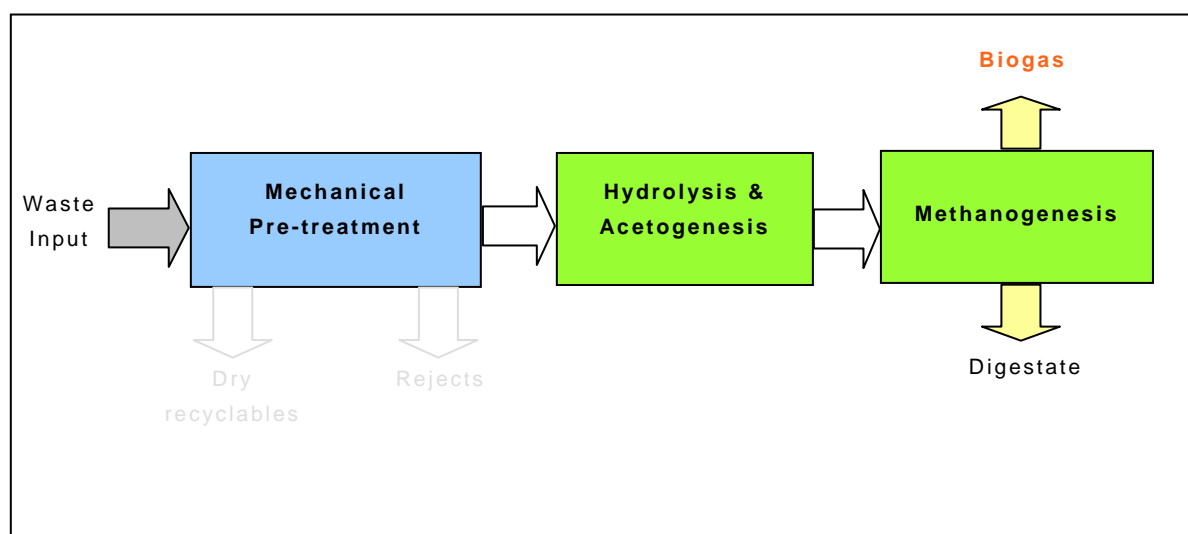 Biogas
Waste
Input
Mechanical
Pre-treatment
Hydrolysis &
Acetogenesis
Methanogenesis
Dry
recyclables
Rejects
Digestate